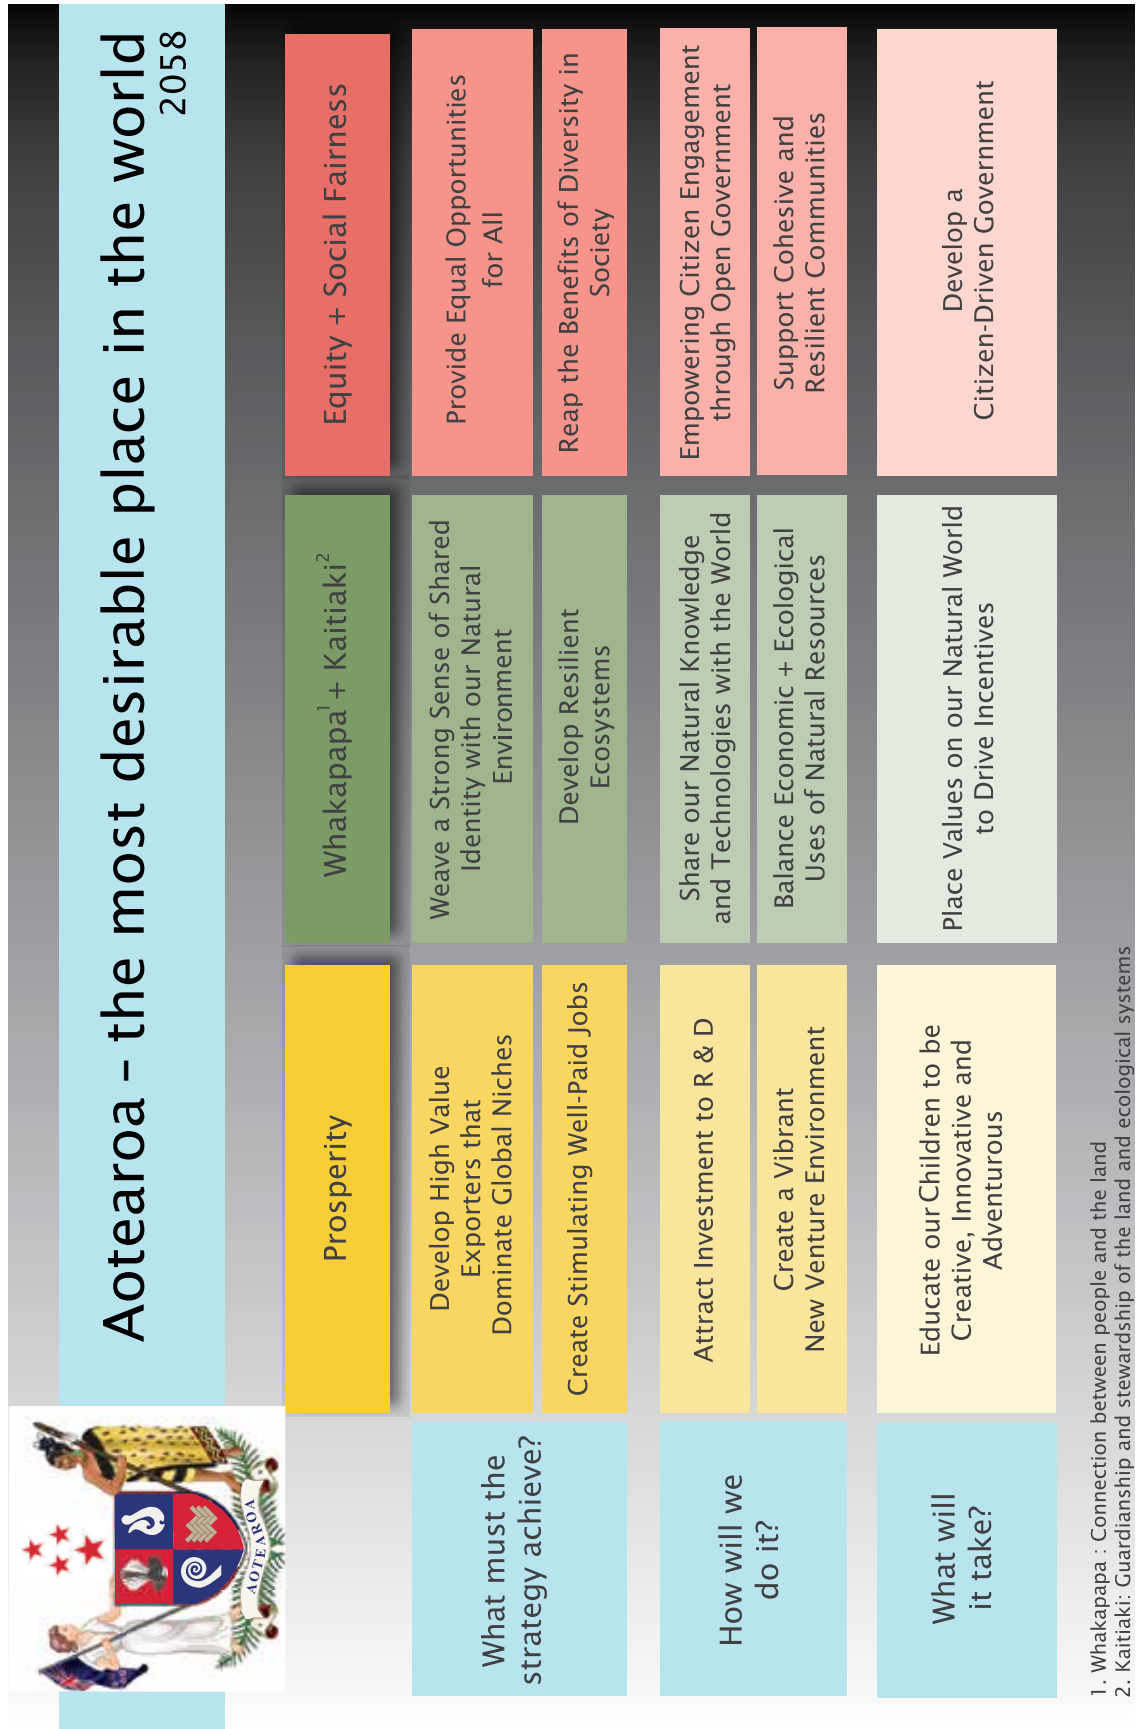 Aotearoa – the most desirable place in the world
2058
AOTEAROA
Prosperity
Whakapapa¹ + Kaitiaki²
Equity + Social Fairness
What must the
strategy achieve?
Develop High Value
Exporters that
Dominate Global Niches
Weave a Strong Sense of Shared
Identity with our Natural
Environment
Provide Equal Opportunities
for All
Create Stimulating Well-Paid Jobs
Develop Resilient
Ecosystems
Reap the Benefits of Diversity in
Society
How will we
do it?
Attract Investment to R & D
Share our Natural Knowledge
and Technologies with the World
Empowering Citizen Engagement
through Open Government
Create a Vibrant
New Venture Environment
Balance Economic + Ecological
Uses of Natural Resources
Support Cohesive and
Resilient Communities
What will
it take?
Educate our Children to be
Creative, Innovative and
Adventurous
Place Values on our Natural World
to Drive Incentives
Develop a
Citizen-Driven Government
1. Whakapapa : Connection between people and the land
2. Kaitiaki: Guardianship and stewardship of the land and ecological systems